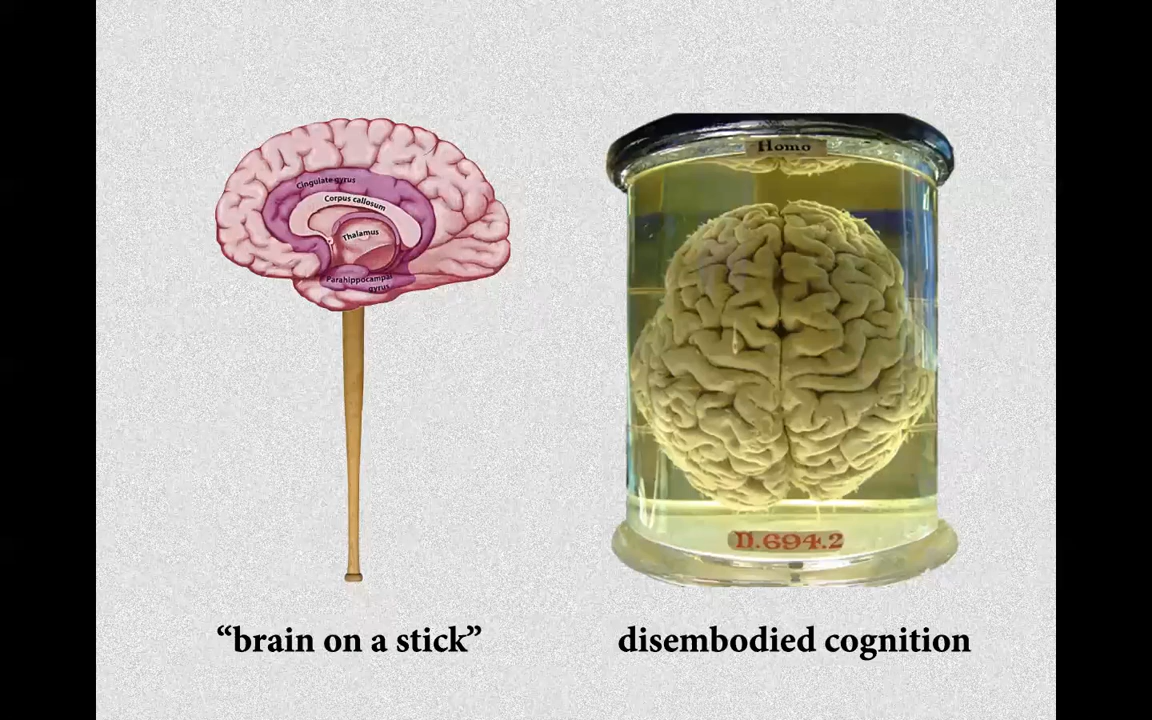 Cingulate gyrus
Corpus callosum
Thalamus
Parahippocampal
gyrus
Homo
D.694.2
“brain on a stick”
disembodied cognition